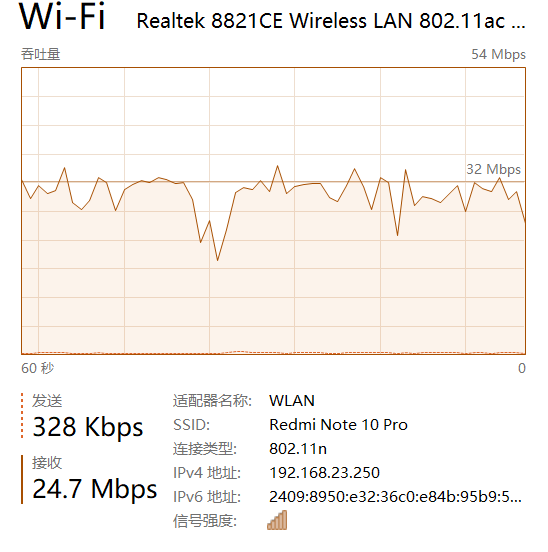 Wi-Fi Realtek 8821CE Wireless LAN 802.11ac ...
吞吐量 54 Mbps
32 Mbps
60 秒 0
发送
328 Kbps
接收
24.7 Mbps
适配器名称: WLAN
SSID: Redmi Note 10 Pro
连接类型: 802.11n
IPv4 地址: 192.168.23.250
IPv6 地址: 2409:8950:e32:36c0:e84b:95b9:5...
信号强度: